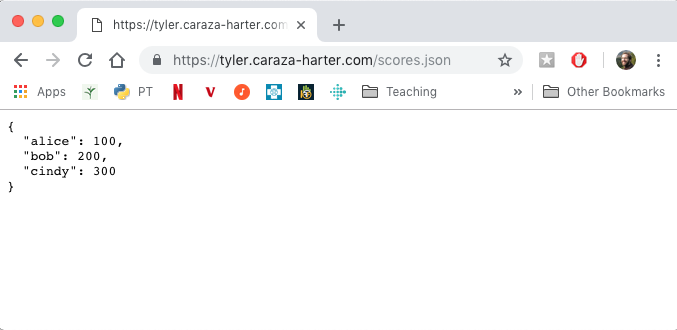 https://tyler.caraza-harter.com
https://tyler.caraza-harter.com/scores.json
Apps PT Teaching » Other Bookmarks
{
"alice": 100,
"bob": 200,
"cindy": 300
}